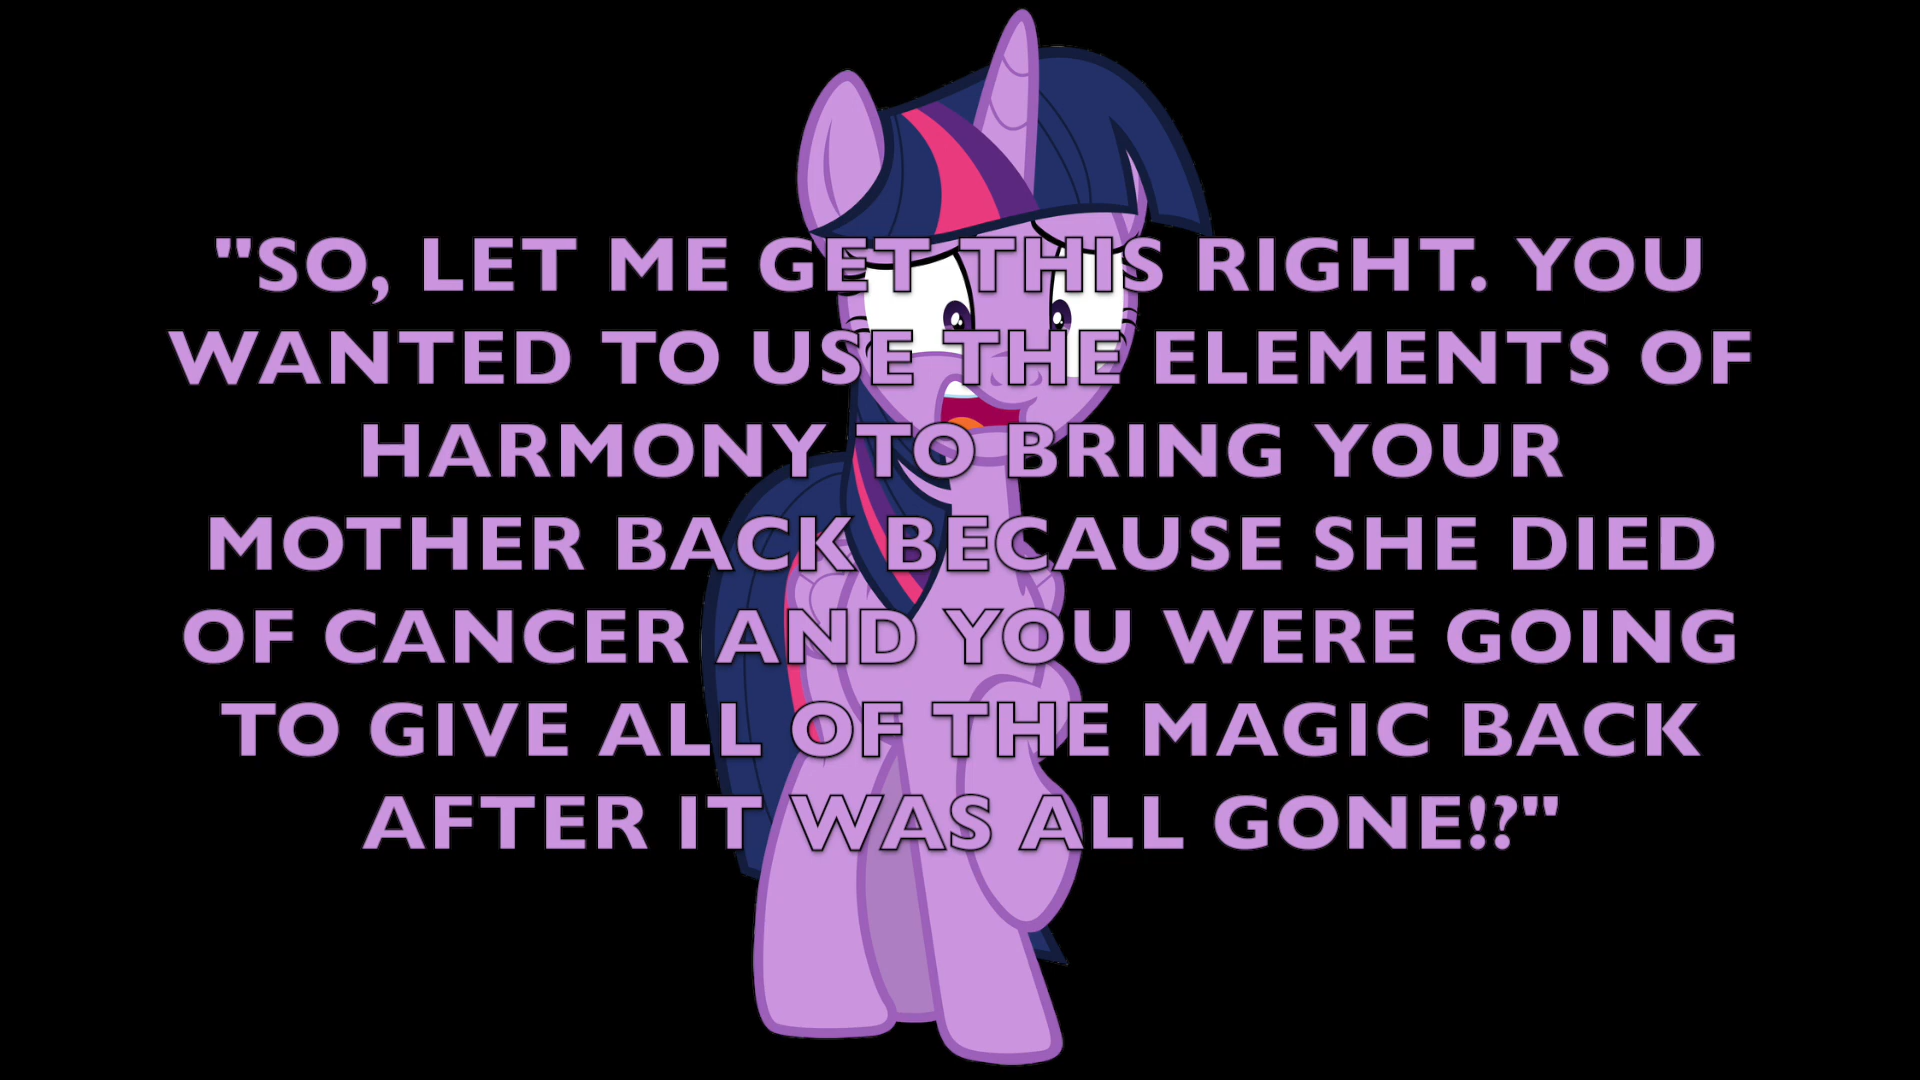 "SO, LET ME GET THIS RIGHT. YOU
WANTED TO USE THE ELEMENTS OF
HARMONY TO BRING YOUR
MOTHER BACK BECAUSE SHE DIED
OF CANCER AND YOU WERE GOING
TO GIVE ALL OF THE MAGIC BACK
AFTER IT WAS ALL GONE!?"